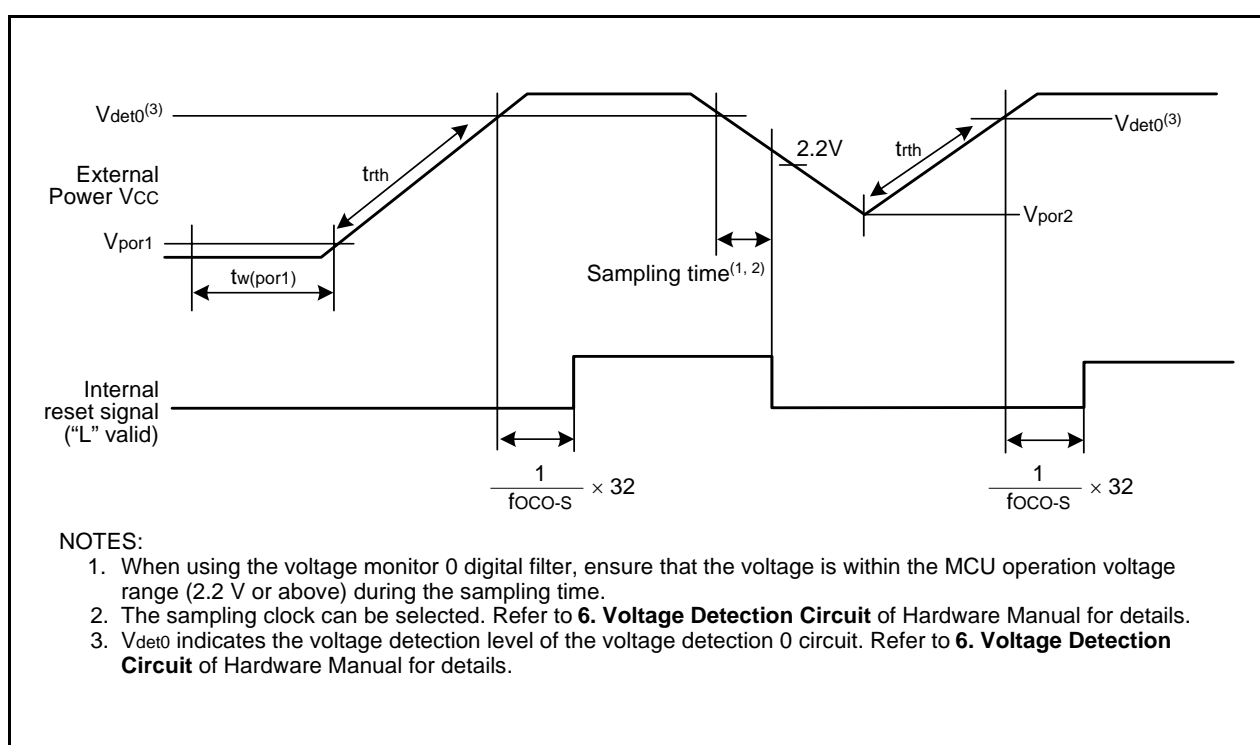 Vdet0(3)
2.2V
Vdet0(3)
trth
trth
External
Power VCC
Vpor2
Vpor1
tw(por1)
Sampling time(1, 2)
Internal
reset signal
("L" valid)
1
fOCO-S
× 32
1
fOCO-S
× 32
NOTES:
1. When using the voltage monitor 0 digital filter, ensure that the voltage is within the MCU operation voltage
range (2.2 V or above) during the sampling time.
2. The sampling clock can be selected. Refer to 6. Voltage Detection Circuit of Hardware Manual for details.
3. Vdet0 indicates the voltage detection level of the voltage detection 0 circuit. Refer to 6. Voltage Detection
Circuit of Hardware Manual for details.